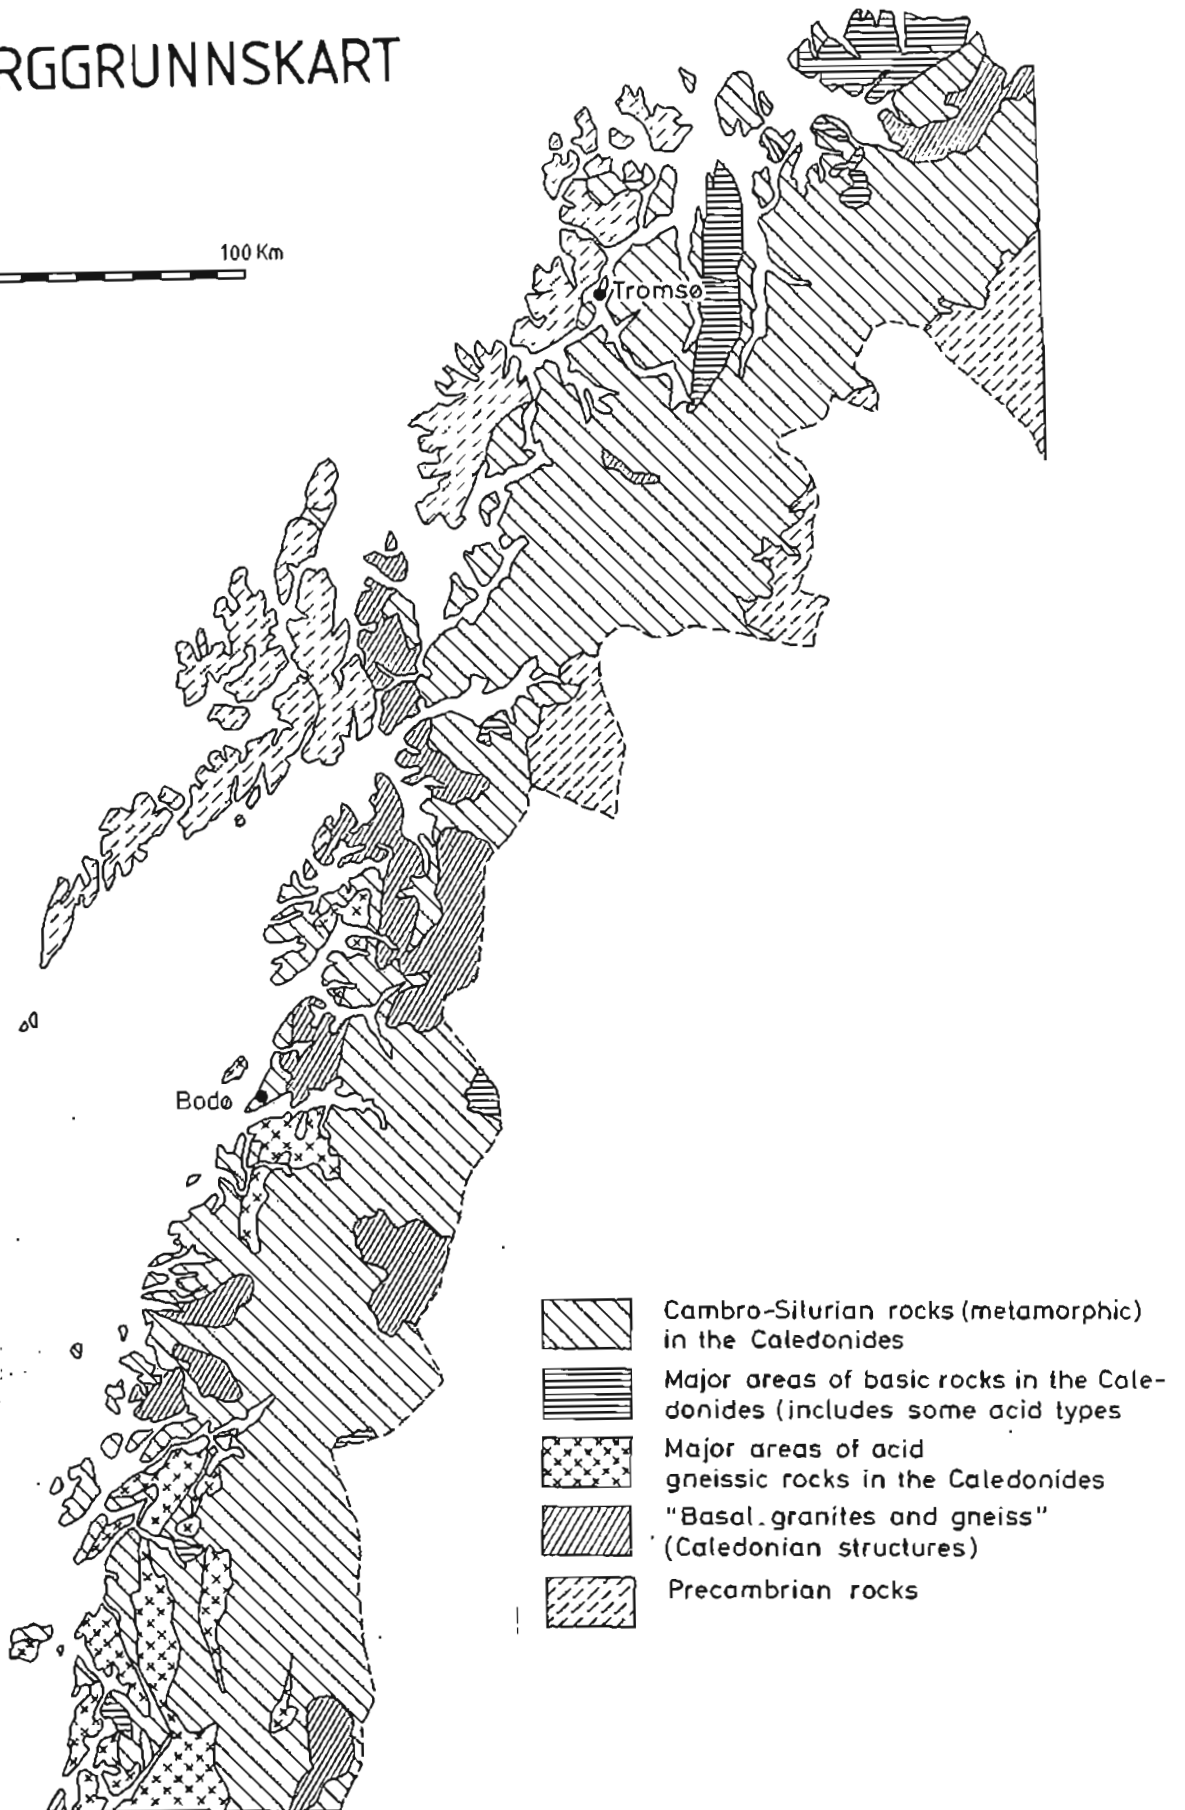 RGGRUNNSKART
100 Km
Tromsø
Bodø
Cambro-Silurian rocks (metamorphic)
in the Caledonides
Major areas of basic rocks in the Cale-
donides (includes some acid types
Major areas of acid
gneissic rocks in the Caledonides
"Basal granites and gneiss"
(Caledonian structures)
Precambrian rocks